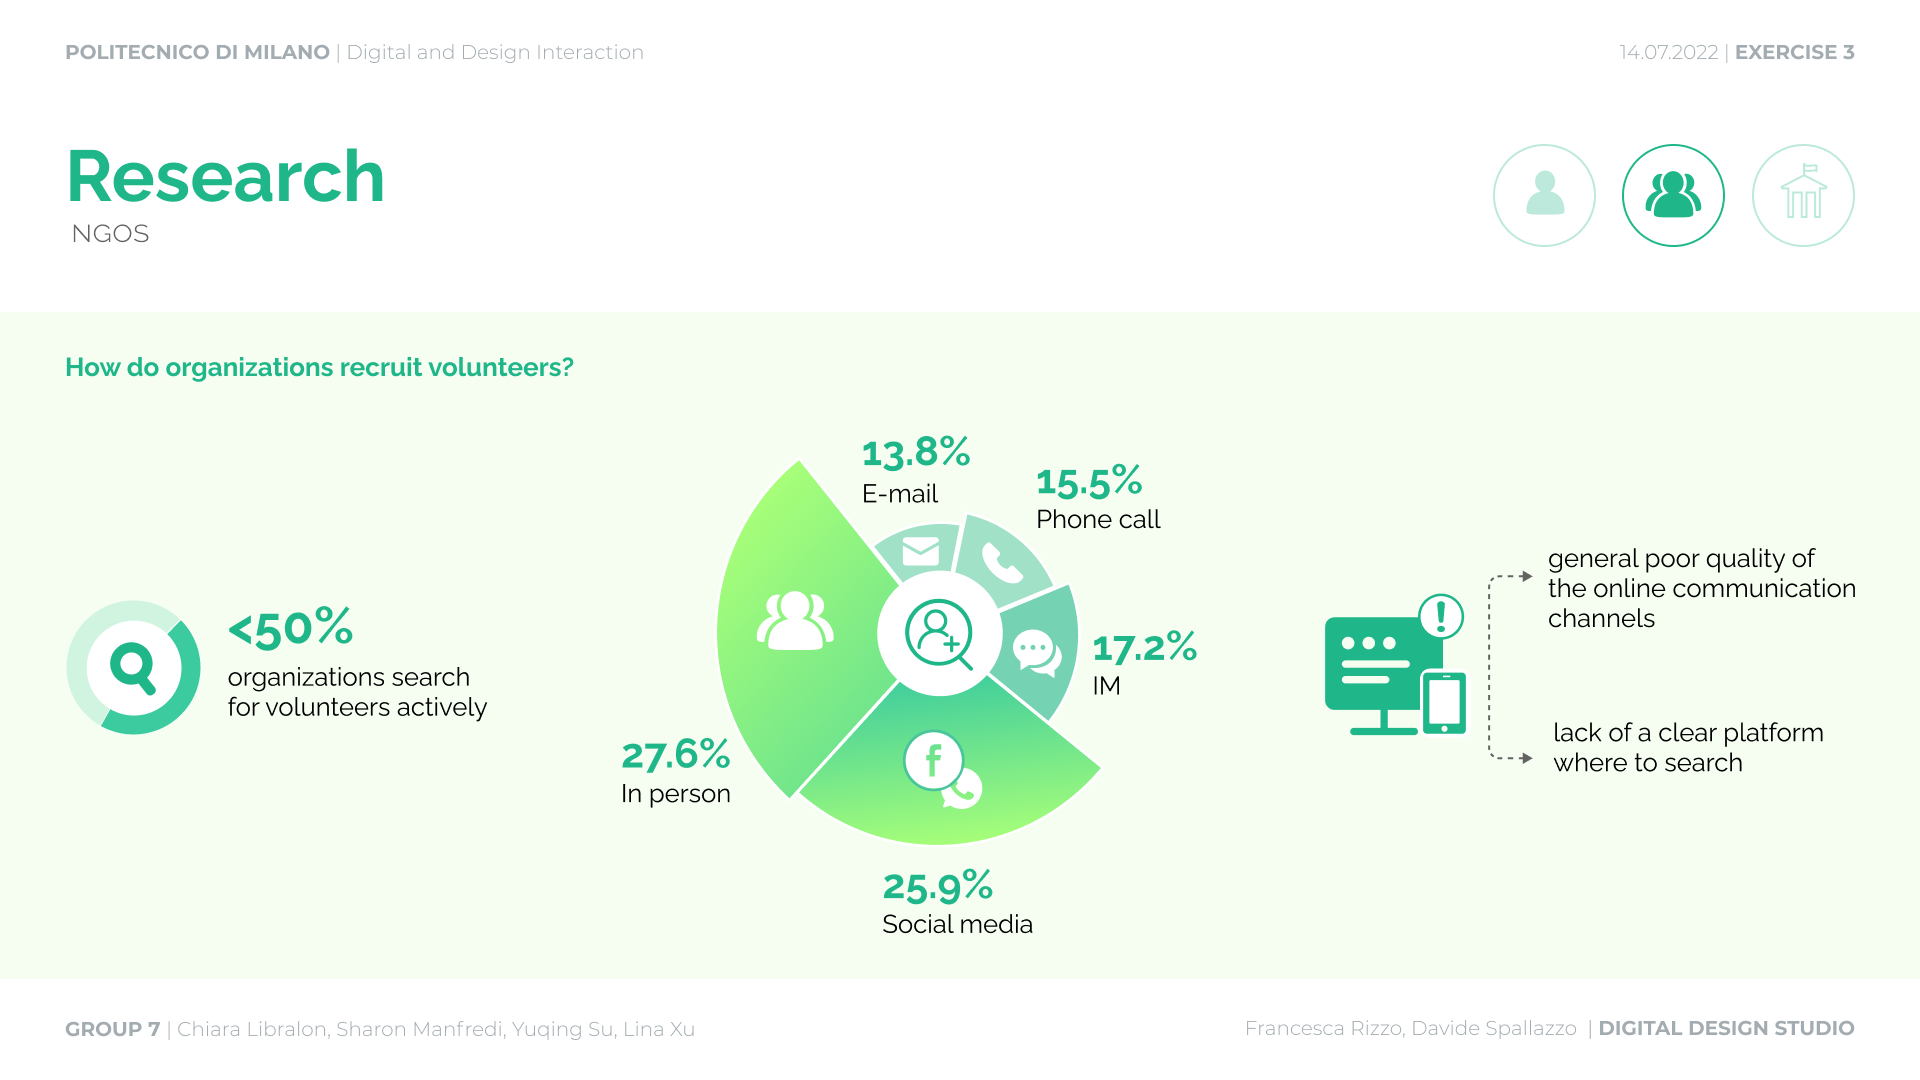 POLITECNICO DI MILANO | Digital and Design Interaction
14.07.2022 | EXERCISE 3
Research
NGOS
How do organizations recruit volunteers?
<50%
organizations search
for volunteers actively
13.8%
E-mail
15.5%
Phone call
17.2%
IM
27.6%
In person
25.9%
Social media
general poor quality of
the online communication
channels
lack of a clear platform
where to search
GROUP 7 | Chiara Libralon, Sharon Manfredi, Yuqing Su, Lina Xu
Francesca Rizzo, Davide Spallazzo | DIGITAL DESIGN STUDIO